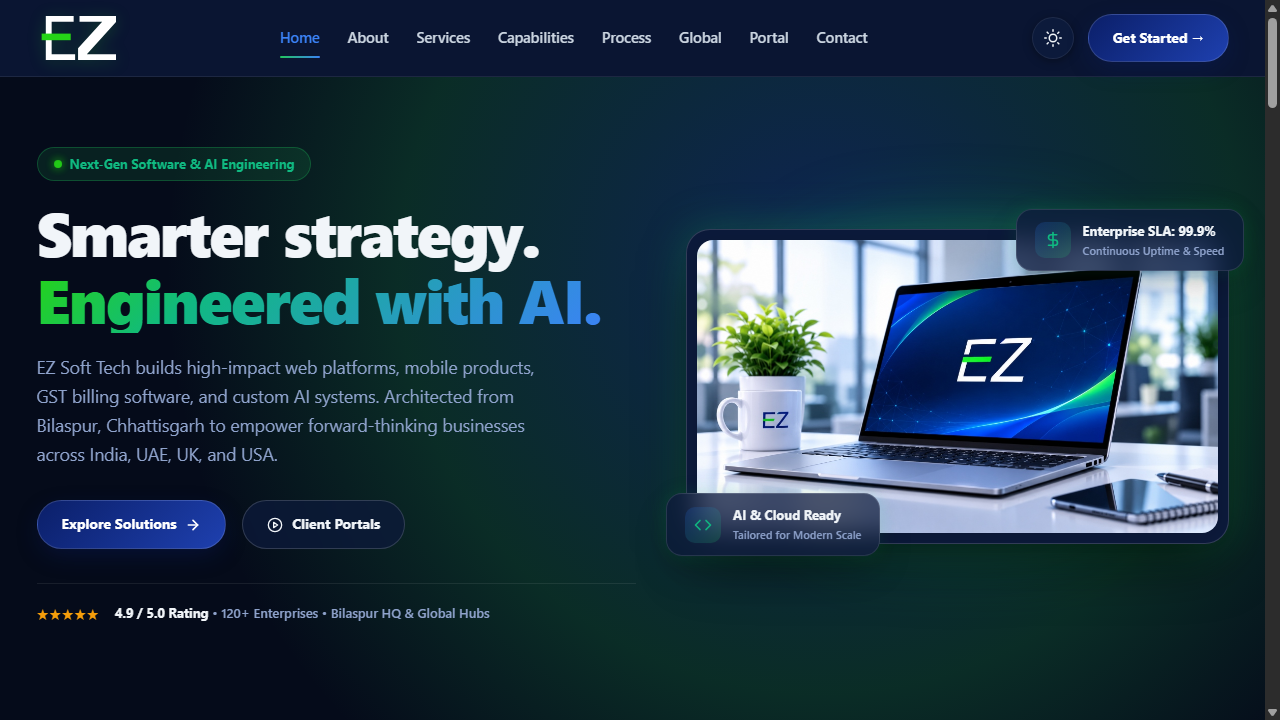 EZ
Home
About
Services
Capabilities
Process
Global
Portal
Contact
Get Started →
Next-Gen Software & AI Engineering
Smarter strategy.
Engineered with AI.
EZ Soft Tech builds high-impact web platforms, mobile products,
GST billing software, and custom AI systems. Architected from
Bilaspur, Chhattisgarh to empower forward-thinking businesses
across India, UAE, UK, and USA.
Explore Solutions →
Client Portals
★★★★★ 4.9 / 5.0 Rating • 120+ Enterprises • Bilaspur HQ & Global Hubs
$
Enterprise SLA: 99.9%
Continuous Uptime & Speed
EZ
EZ
AI & Cloud Ready
Tailored for Modern Scale